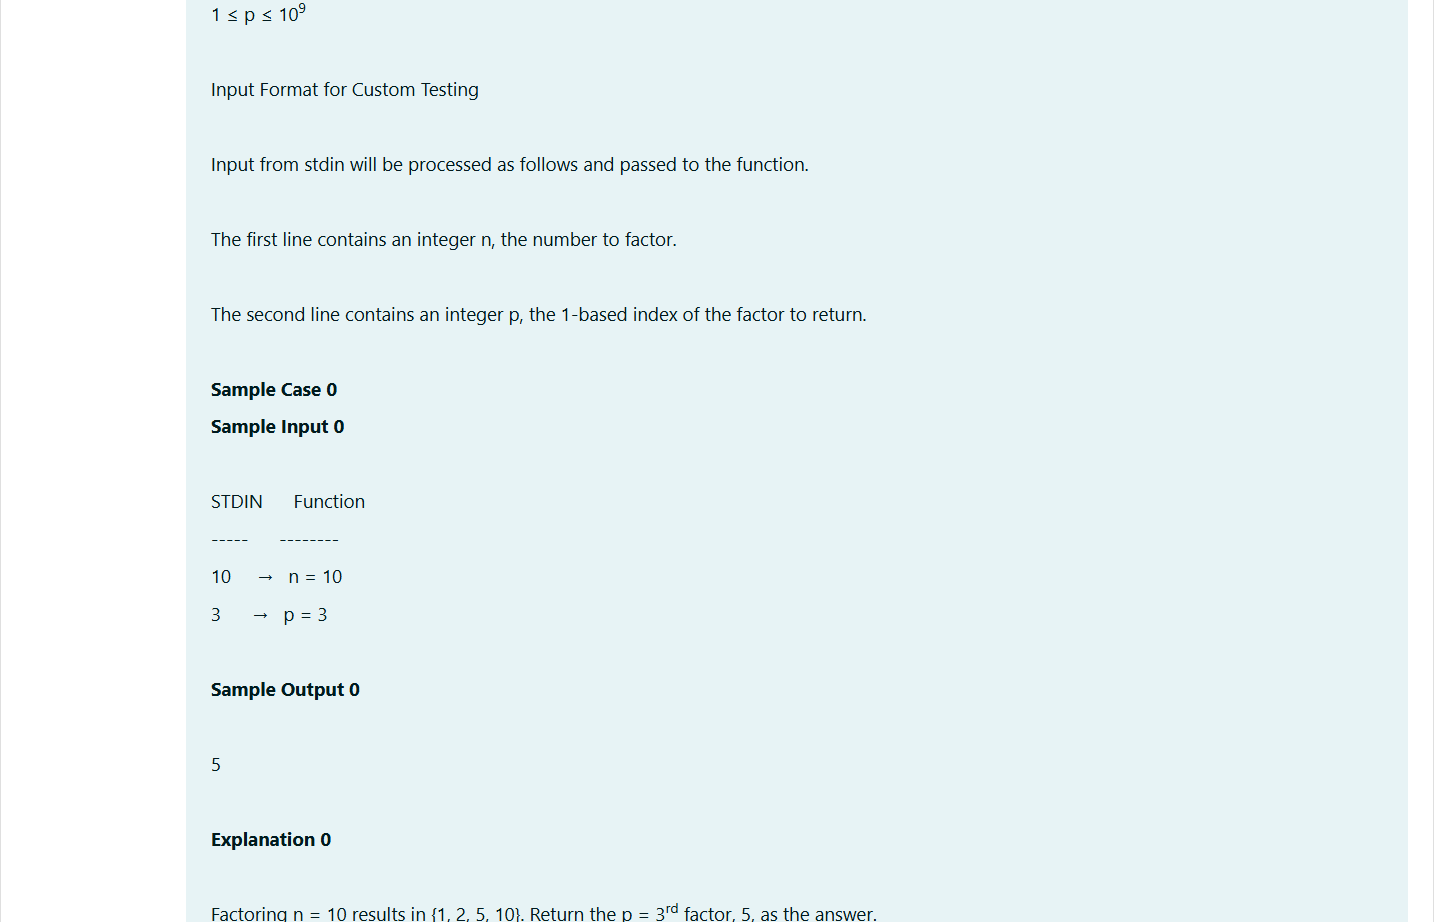 1 ≤ p ≤ 10⁹
Input Format for Custom Testing
Input from stdin will be processed as follows and passed to the function.
The first line contains an integer n, the number to factor.
The second line contains an integer p, the 1-based index of the factor to return.
Sample Case 0
Sample Input 0
STDIN Function
----- --------
10 → n = 10
3 → p = 3
Sample Output 0
5
Explanation 0
Factoring n = 10 results in {1, 2, 5, 10}. Return the p = 3ʳᵈ factor, 5, as the answer.